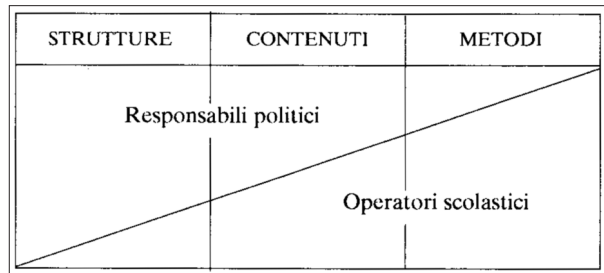 STRUTTURE CONTENUTI METODI
Responsabili politici
Operatori scolastici